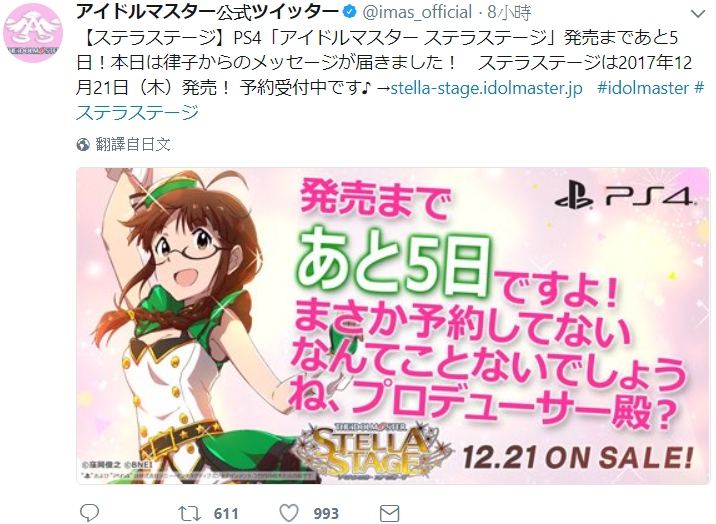 アイドルマスター公式ツイッター @imas_official · 8小時
【ステラステージ】PS4「アイドルマスター ステラステージ」発売まであと5
日！本日は律子からのメッセージが届きました！　ステラステージは2017年12
月21日（木）発売！ 予約受付中です♪ →stella-stage.idolmaster.jp #idolmaster #
ステラステージ
翻譯自日文
発売まで
PS4
あと5日ですよ!
まさか予約してない
なんてことないでしょう
ね、プロデューサー殿？
THE IDOLM@STER
STELLA
STAGE
12.21 ON SALE!
©窪岡俊之 ©BNEI
611 993